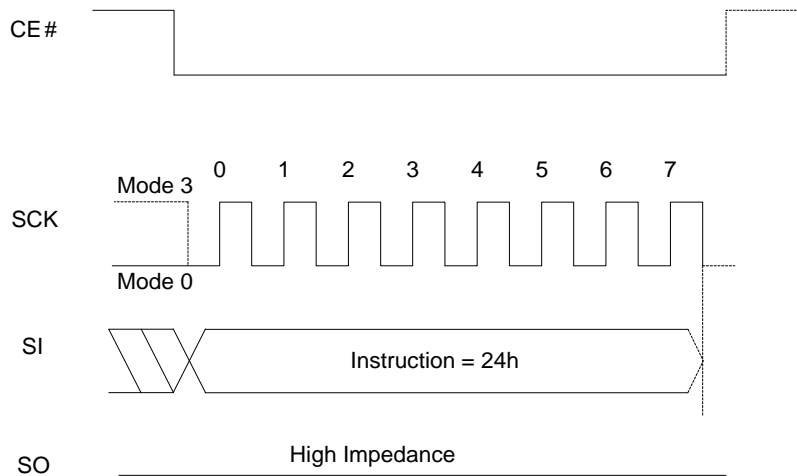 CE#
0 1 2 3 4 5 6 7
Mode 3
SCK
Mode 0
SI
Instruction = 24h
High Impedance
SO